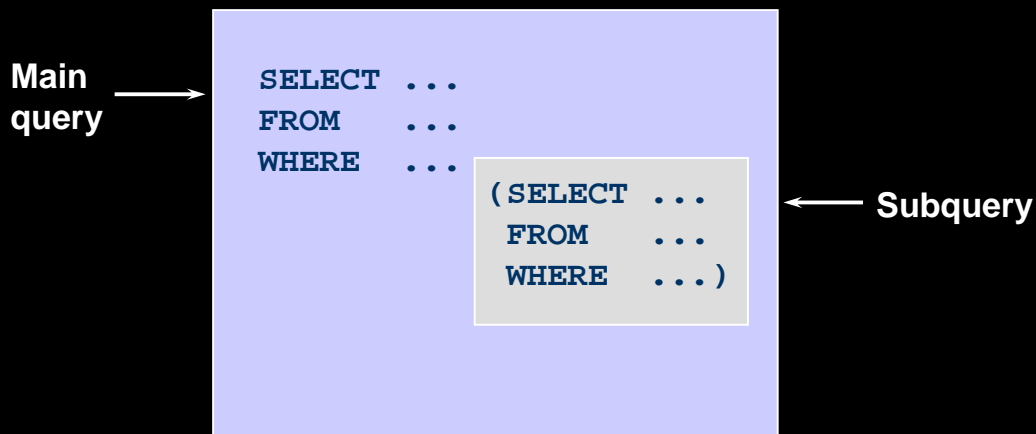 Main
query
SELECT ...
FROM ...
WHERE ...
(SELECT ...
FROM ...
WHERE ...)
Subquery